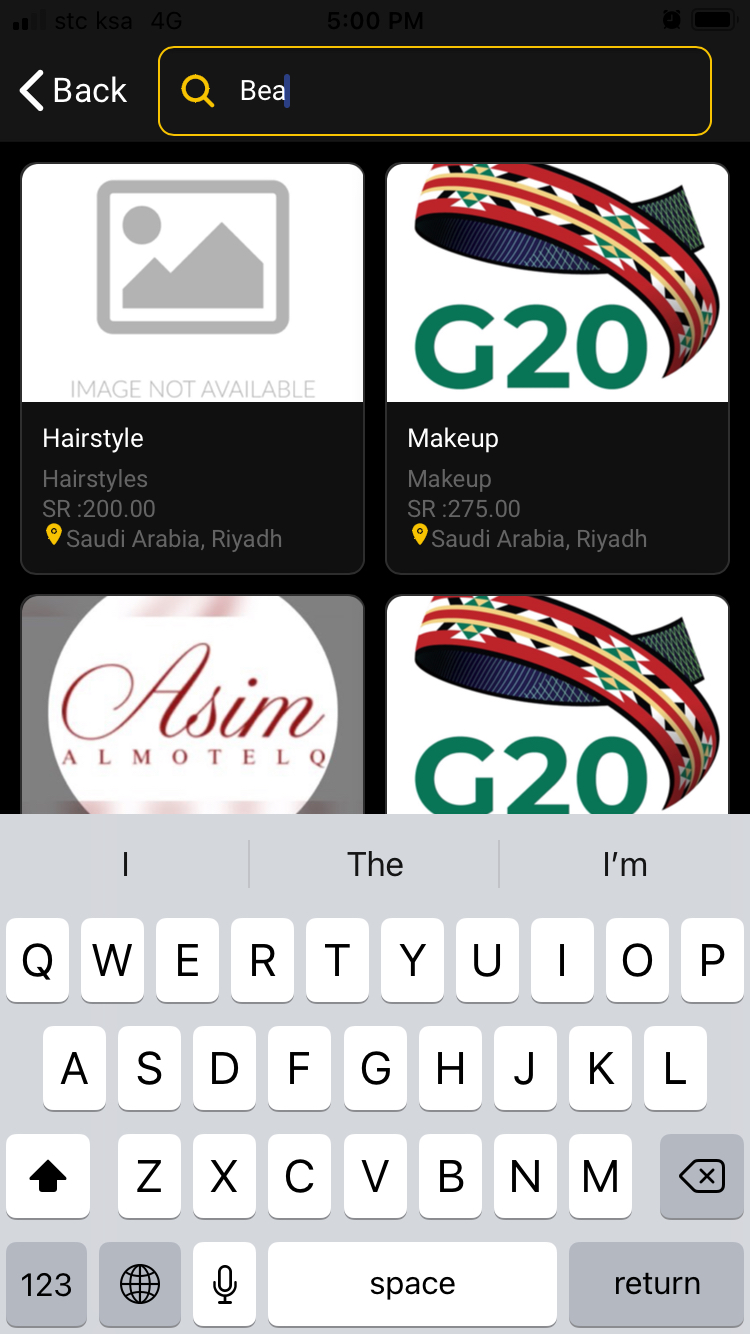 stc ksa 4G 5:00 PM
Back
Bea
IMAGE NOT AVAILABLE
G20
Hairstyle
Hairstyles
SR :200.00
Saudi Arabia, Riyadh
Makeup
Makeup
SR :275.00
Saudi Arabia, Riyadh
Asim
ALMOTELQ
G20
I The I'm
Q W E R T Y U I O P
A S D F G H J K L
Z X C V B N M
123 space return